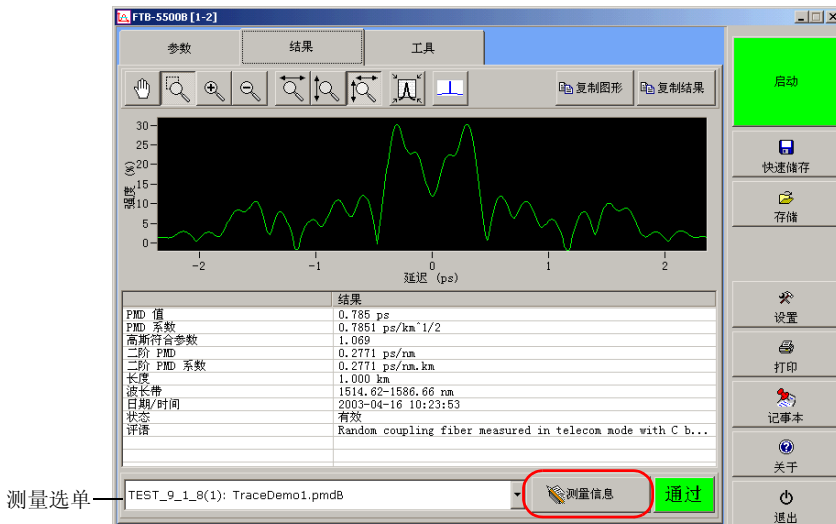 FTB-5500B [1-2]
参数
结果
工具
复制图形
复制结果
强度 (%)
30
25
20
15
10
5
0
-2
-1
0
1
2
延迟 (ps)
结果
PMD 值 0.785 ps
PMD 系数 0.7851 ps/km^1/2
高斯符合参数 1.069
二阶 PMD 0.2771 ps/nm
二阶 PMD 系数 0.2771 ps/nm.km
长度 1.000 km
波长带 1514.62-1586.66 nm
日期/时间 2003-04-16 10:23:53
状态 有效
评语 Random coupling fiber measured in telecom mode with C b...
测量选单
TEST_9_1_8(1): TraceDemo1.pmdB
测量信息
通过
启动
快速储存
存储
设置
打印
记事本
关于
退出